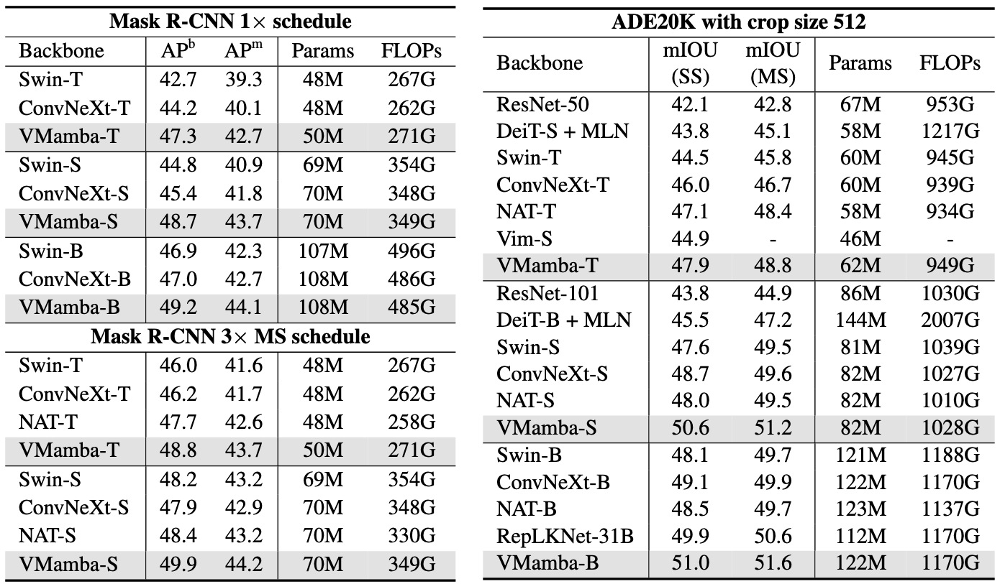 Mask R-CNN 1× schedule
Backbone APᵇ APᵐ Params FLOPs
Swin-T 42.7 39.3 48M 267G
ConvNeXt-T 44.2 40.1 48M 262G
VMamba-T 47.3 42.7 50M 271G
Swin-S 44.8 40.9 69M 354G
ConvNeXt-S 45.4 41.8 70M 348G
VMamba-S 48.7 43.7 70M 349G
Swin-B 46.9 42.3 107M 496G
ConvNeXt-B 47.0 42.7 108M 486G
VMamba-B 49.2 44.1 108M 485G
Mask R-CNN 3× MS schedule
Swin-T 46.0 41.6 48M 267G
ConvNeXt-T 46.2 41.7 48M 262G
NAT-T 47.7 42.6 48M 258G
VMamba-T 48.8 43.7 50M 271G
Swin-S 48.2 43.2 69M 354G
ConvNeXt-S 47.9 42.9 70M 348G
NAT-S 48.4 43.2 70M 330G
VMamba-S 49.9 44.2 70M 349G
ADE20K with crop size 512
Backbone mIOU mIOU Params FLOPs
(SS) (MS)
ResNet-50 42.1 42.8 67M 953G
DeiT-S + MLN 43.8 45.1 58M 1217G
Swin-T 44.5 45.8 60M 945G
ConvNeXt-T 46.0 46.7 60M 939G
NAT-T 47.1 48.4 58M 934G
Vim-S 44.9 - 46M -
VMamba-T 47.9 48.8 62M 949G
ResNet-101 43.8 44.9 86M 1030G
DeiT-B + MLN 45.5 47.2 144M 2007G
Swin-S 47.6 49.5 81M 1039G
ConvNeXt-S 48.7 49.6 82M 1027G
NAT-S 48.0 49.5 82M 1010G
VMamba-S 50.6 51.2 82M 1028G
Swin-B 48.1 49.7 121M 1188G
ConvNeXt-B 49.1 49.9 122M 1170G
NAT-B 48.5 49.7 123M 1137G
RepLKNet-31B 49.9 50.6 112M 1170G
VMamba-B 51.0 51.6 122M 1170G